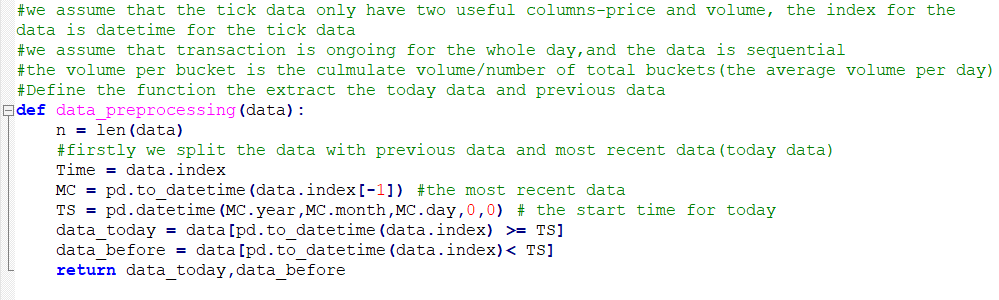 #we assume that the tick data only have two useful columns-price and volume, the index for the
data is datetime for the tick data
#we assume that transaction is ongoing for the whole day,and the data is sequential
#the volume per bucket is the culmulate volume/number of total buckets(the average volume per day)
#Define the function the extract the today data and previous data
def data_preprocessing(data):
    n = len(data)
    #firstly we split the data with previous data and most recent data(today data)
    Time = data.index
    MC = pd.to_datetime(data.index[-1]) #the most recent data
    TS = pd.datetime(MC.year,MC.month,MC.day,0,0) # the start time for today
    data_today = data[pd.to_datetime(data.index) >= TS]
    data_before = data[pd.to_datetime(data.index)< TS]
    return data_today,data_before